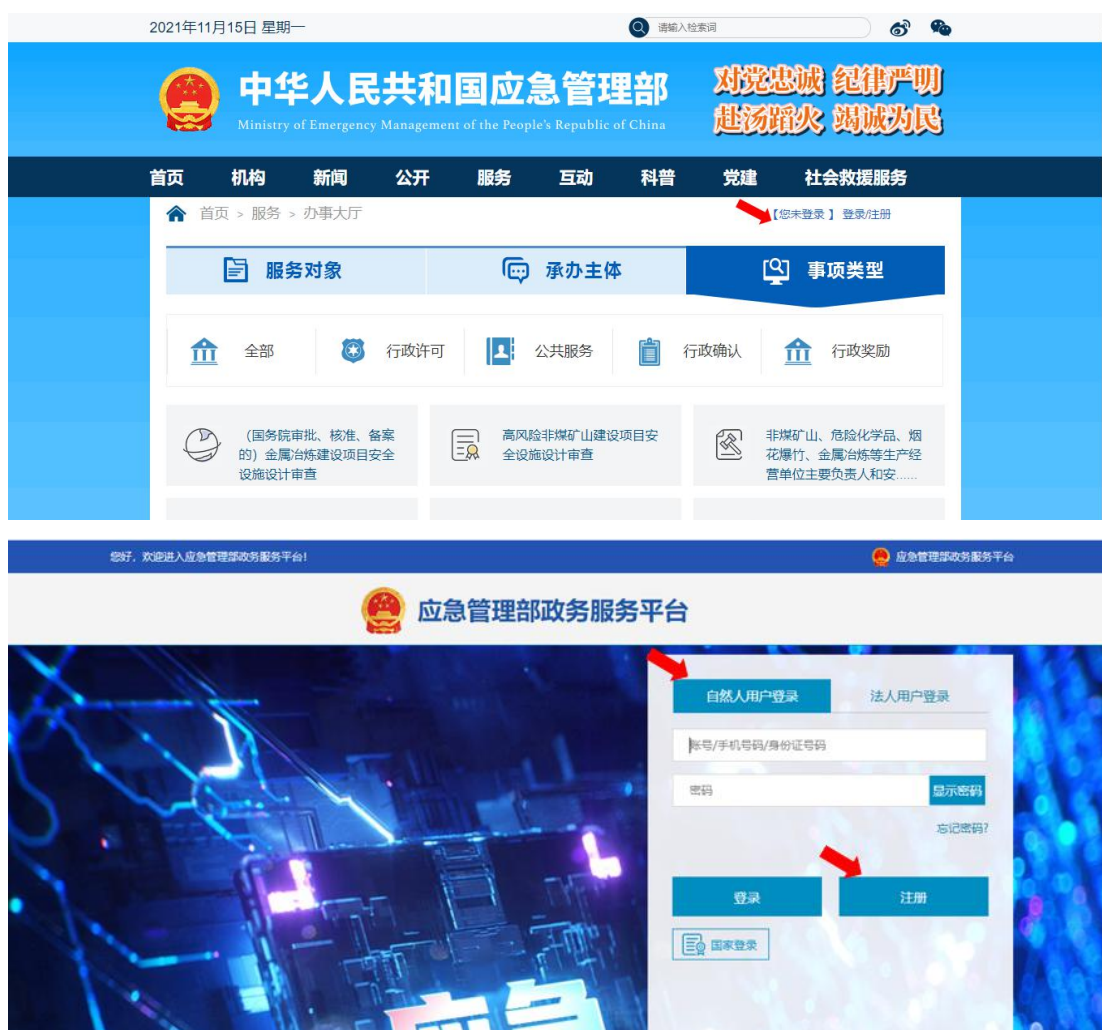 2021年11月15日 星期一
请输入检索词
中华人民共和国应急管理部
Ministry of Emergency Management of the People's Republic of China
对党忠诚 纪律严明
赴汤蹈火 竭诚为民
首页 机构 新闻 公开 服务 互动 科普 党建 社会救援服务
首页 > 服务 > 办事大厅
【您未登录 】 登录/注册
服务对象 承办主体 事项类型
全部 行政许可 公共服务 行政确认 行政奖励
（国务院审批、核准、备案
的）金属冶炼建设项目安全
设施设计审查
高风险非煤矿山建设项目安
全设施设计审查
非煤矿山、危险化学品、烟
花爆竹、金属冶炼等生产经
营单位主要负责人和安......
您好，欢迎进入应急管理部政务服务平台!
应急管理部政务服务平台
应急管理部政务服务平台
自然人用户登录 法人用户登录
账号/手机号码/身份证号码
密码 显示密码
忘记密码?
登录 注册
国家登录
应急